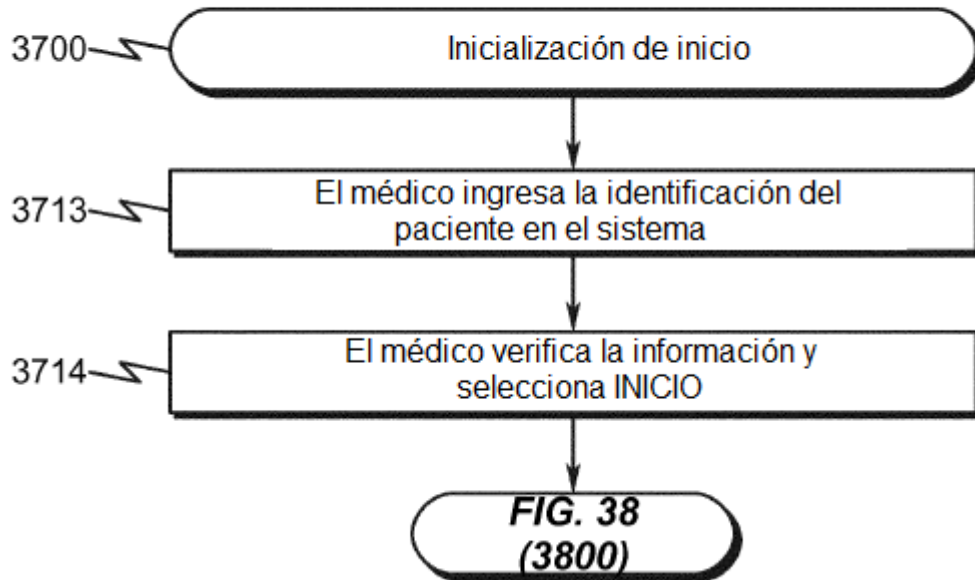 3700
Inicialización de inicio
3713
El médico ingresa la identificación del
paciente en el sistema
3714
El médico verifica la información y
selecciona INICIO
FIG. 38
(3800)